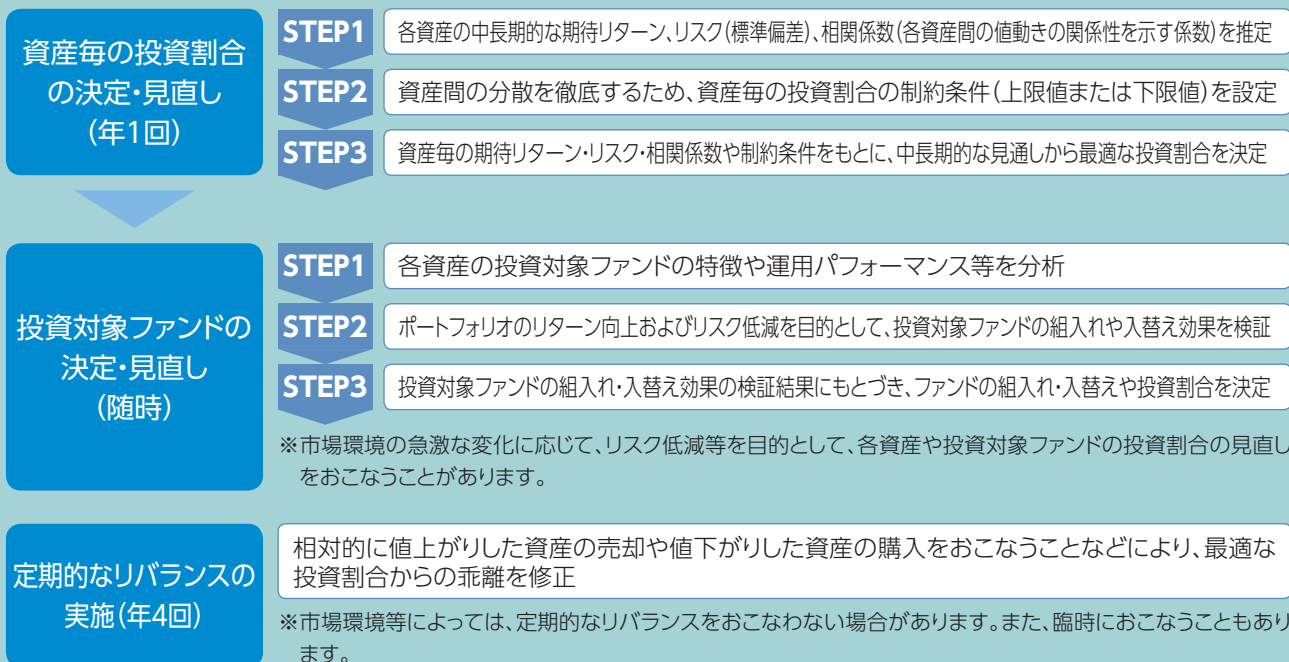 資産毎の投資割合
の決定・見直し
(年1回)
STEP1
各資産の中長期的な期待リターン、リスク(標準偏差)、相関係数(各資産間の値動きの関係性を示す係数)を推定
STEP2
資産間の分散を徹底するため、資産毎の投資割合の制約条件(上限値または下限値)を設定
STEP3
資産毎の期待リターン・リスク・相関係数や制約条件をもとに、中長期的な見通しから最適な投資割合を決定
投資対象ファンドの
決定・見直し
(随時)
STEP1
各資産の投資対象ファンドの特徴や運用パフォーマンス等を分析
STEP2
ポートフォリオのリターン向上およびリスク低減を目的として、投資対象ファンドの組入れや入替え効果を検証
STEP3
投資対象ファンドの組入れ・入替え効果の検証結果にもとづき、ファンドの組入れ・入替えや投資割合を決定
※市場環境の急激な変化に応じて、リスク低減等を目的として、各資産や投資対象ファンドの投資割合の見直し
をおこなうことがあります。
定期的なリバランスの
実施(年4回)
相対的に値上がりした資産の売却や値下がりした資産の購入をおこなうことなどにより、最適な
投資割合からの乖離を修正
※市場環境等によっては、定期的なリバランスをおこなわない場合があります。また、臨時におこなうこともあり
ます。